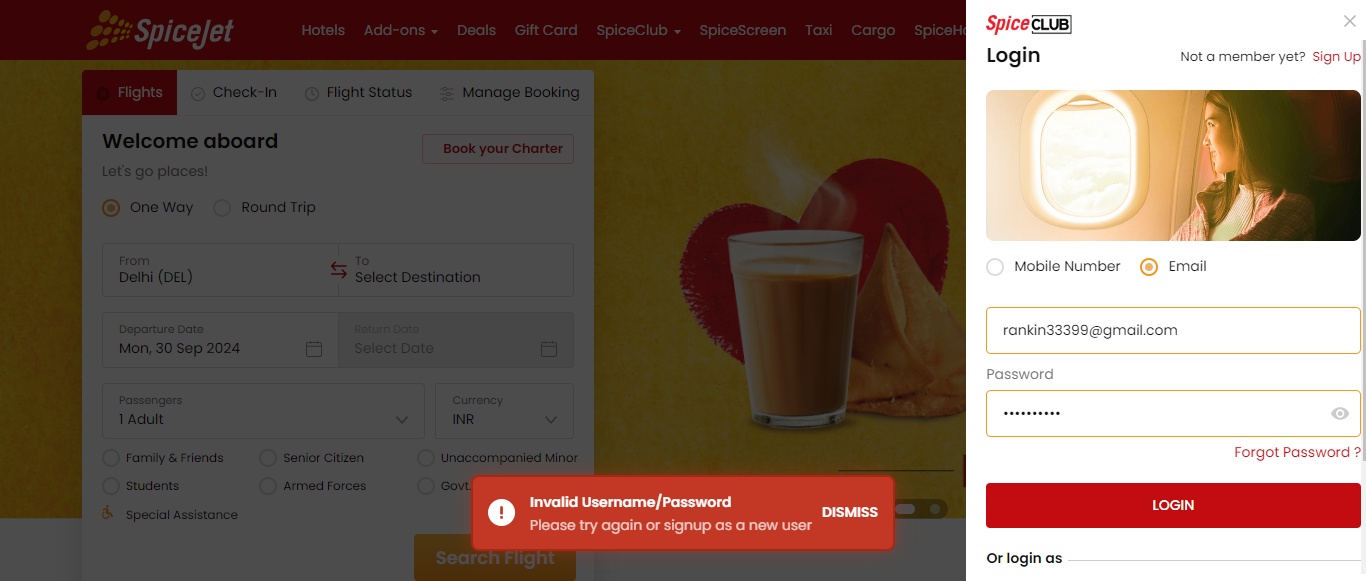 SpiceJet
Hotels Add-ons Deals Gift Card SpiceClub SpiceScreen Taxi Cargo
Flights Check-In Flight Status Manage Booking
Welcome aboard
Book your Charter
Let's go places!
One Way Round Trip
From
Delhi (DEL)
To
Select Destination
Departure Date
Mon, 30 Sep 2024
Return Date
Select Date
Passengers
1 Adult
Currency
INR
Family & Friends Senior Citizen Unaccompanied Minor
Students Armed Forces Govt.
Special Assistance
Search Flight
Invalid Username/Password
Please try again or signup as a new user
DISMISS
SpiceCLUB
Login
Not a member yet? Sign Up
Mobile Number Email
rankin33399@gmail.com
Password
Forgot Password ?
LOGIN
Or login as